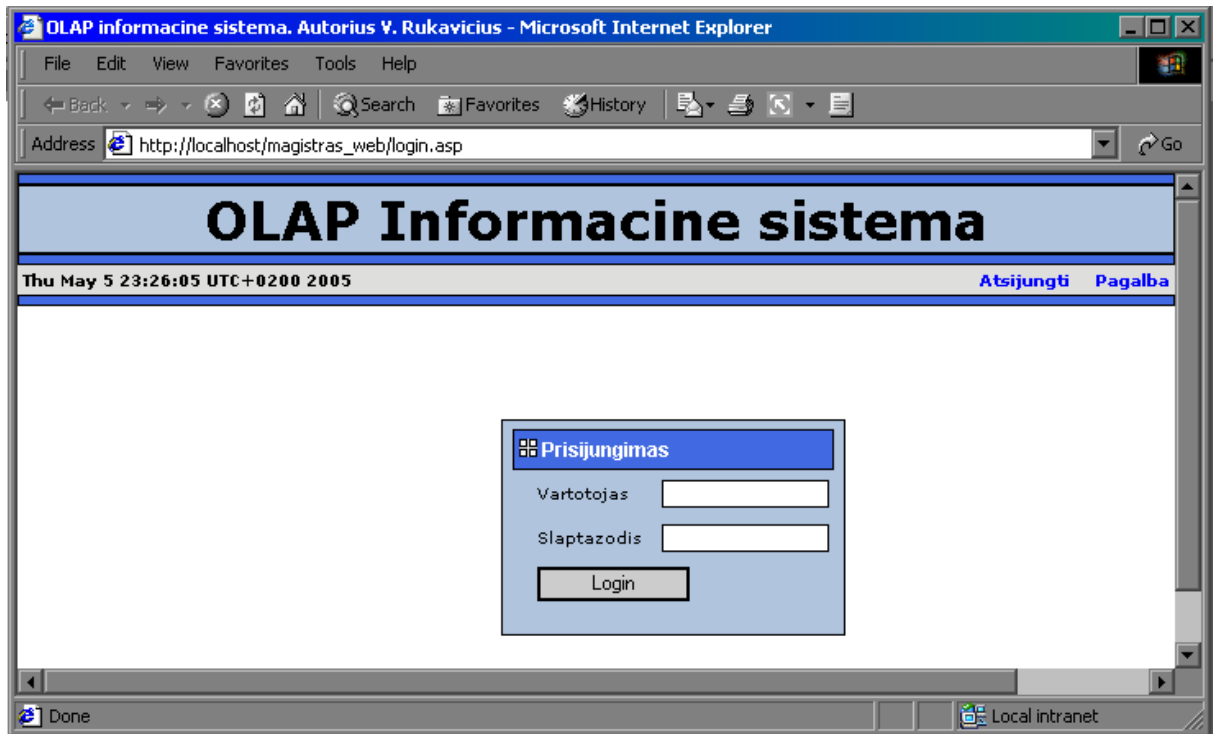 OLAP informacine sistema. Autorius V. Rukavicius - Microsoft Internet Explorer
File Edit View Favorites Tools Help
Back Search Favorites History
Address http://localhost/magistras_web/login.asp Go
OLAP Informacine sistema
Thu May 5 23:26:05 UTC+0200 2005 Atsijungti Pagalba
Prisijungimas
Vartotojas
Slaptazodis
Login
Done Local intranet